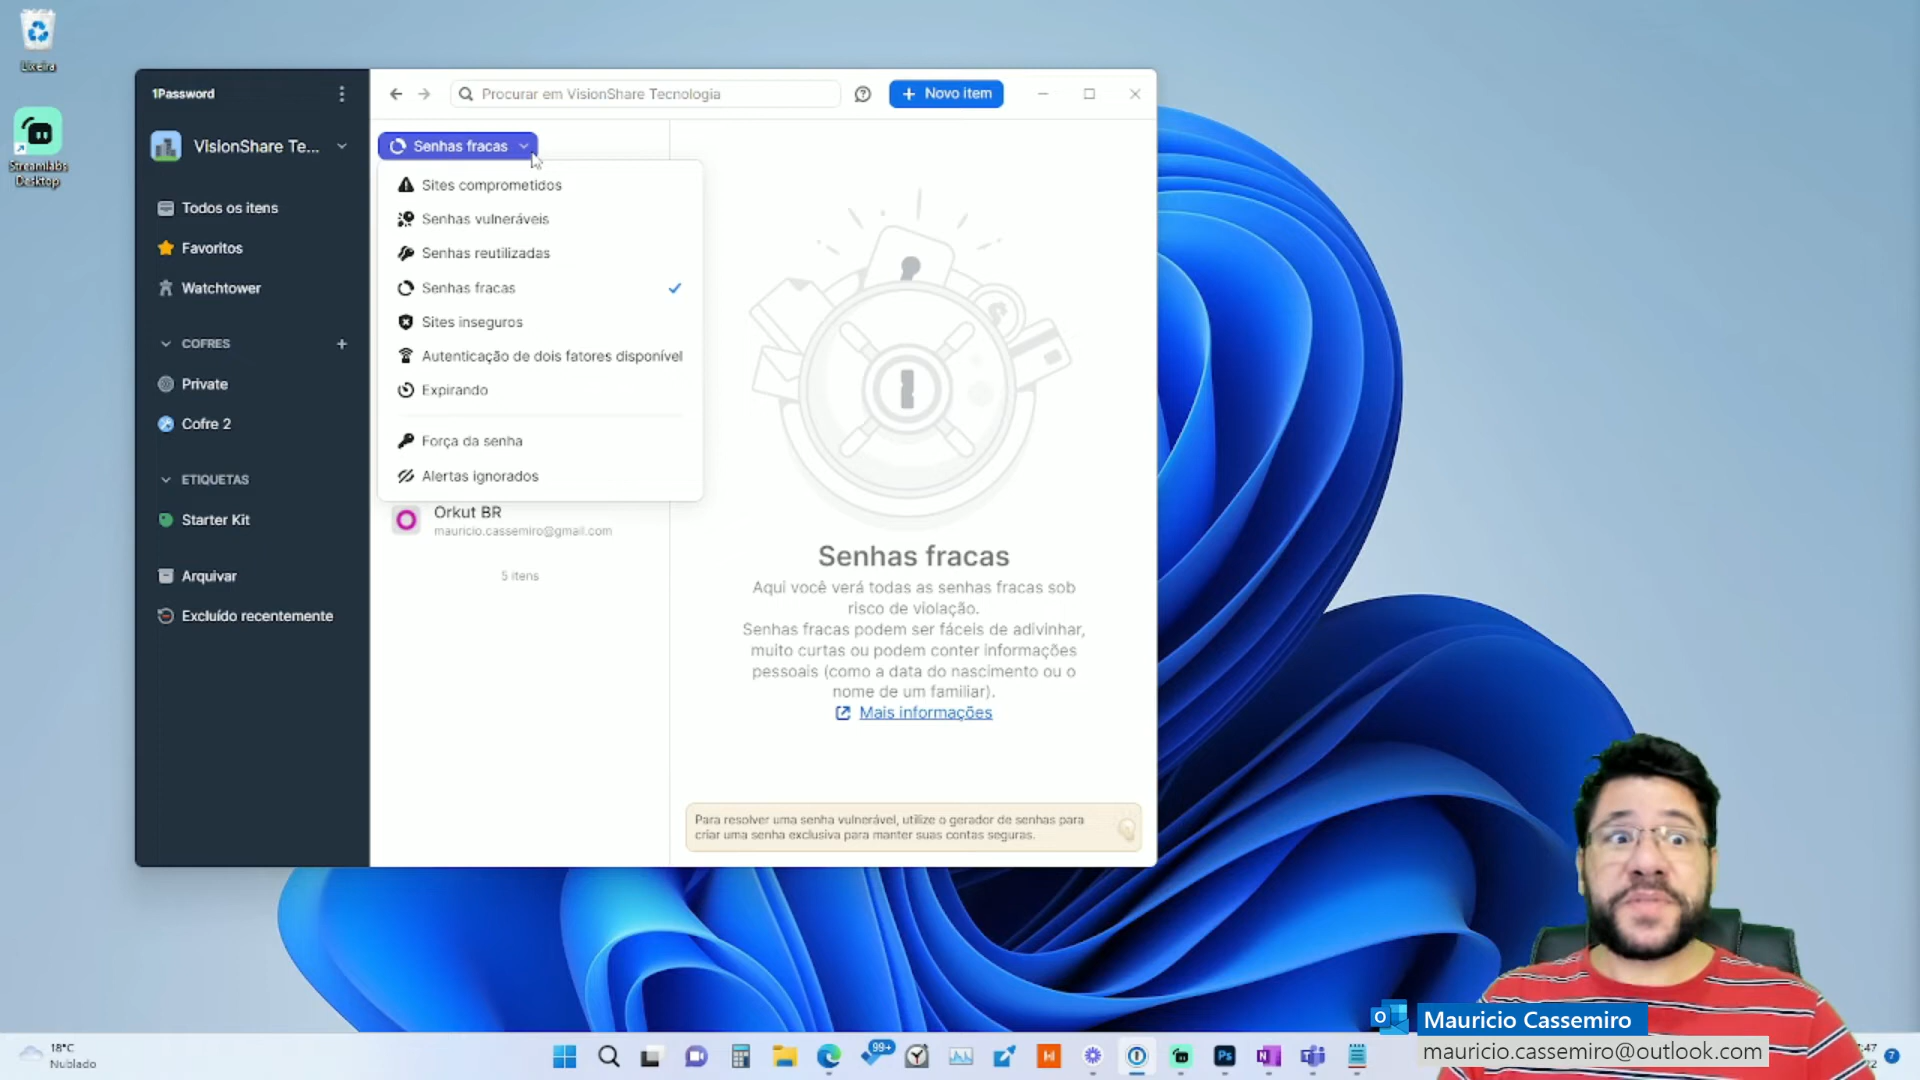 Lixeira
Streamlabs
Desktop
1Password
VisionShare Te...
Todos os itens
Favoritos
Watchtower
COFRES
Private
Cofre 2
ETIQUETAS
Starter Kit
Arquivar
Excluído recentemente
Procurar em VisionShare Tecnologia
+ Novo item
Senhas fracas
Sites comprometidos
Senhas vulneráveis
Senhas reutilizadas
Senhas fracas
Sites inseguros
Autenticação de dois fatores disponível
Expirando
Força da senha
Alertas ignorados
Orkut BR
mauricio.cassemiro@gmail.com
5 itens
Senhas fracas
Aqui você verá todas as senhas fracas sob
risco de violação.
Senhas fracas podem ser fáceis de adivinhar,
muito curtas ou podem conter informações
pessoais (como a data do nascimento ou o
nome de um familiar).
Mais informações
Para resolver uma senha vulnerável, utilize o gerador de senhas para
criar uma senha exclusiva para manter suas contas seguras.
Mauricio Cassemiro
mauricio.cassemiro@outlook.com
18°C
Nublado
99+
Ps
:47
22
7